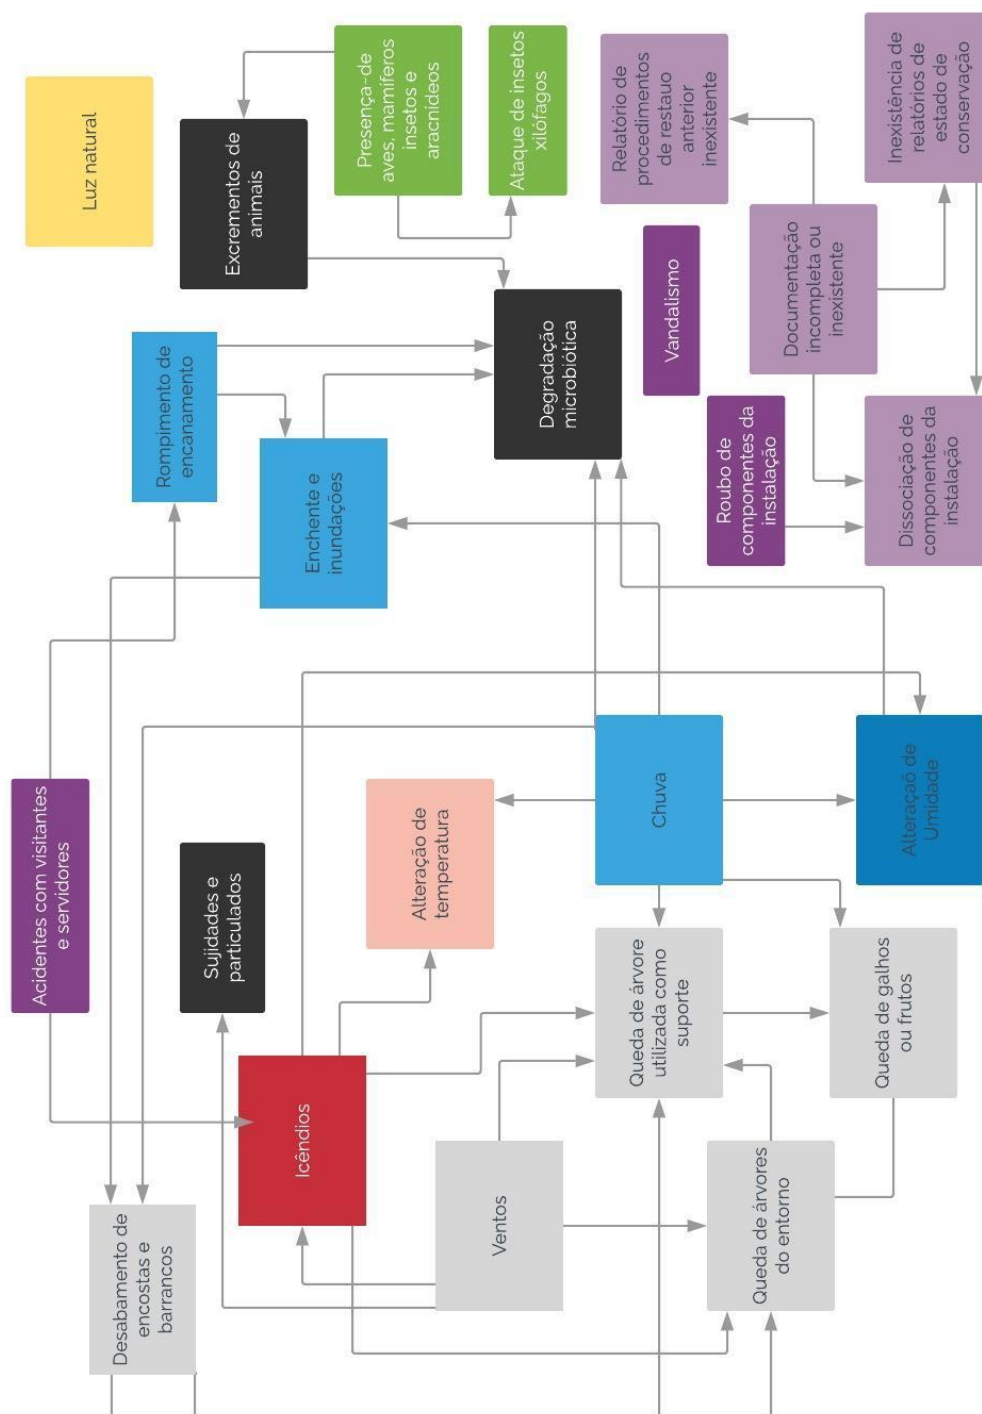 Acidentes com visitantes
e servidores
Luz natural
Desabamento de
encostas e
barrancos
Rompimento de
encanamento
Sujidades e
particulados
Excrementos de
animais
Icêndios
Enchente e
inundações
Presença-de
aves, mamíferos
insetos e
aracnideos
Alteração de
temperatura
Ventos
Ataque de insetos
xilófagos
Degradação
microbiótica
Queda de árvore
utilizada como
suporte
Chuva
Relatório de
procedimentos
de restauo
anterior
inexistente
Vandalismo
Queda de árvores
do entorno
Roubo de
componentes da
instalação
Documentação
incompleta ou
inexistente
Queda de galhos
ou frutos
Alteraçaõ de
Umidade
Dissociação de
componentes da
instalação
Inexistência de
relatórios de
estado de
conservação